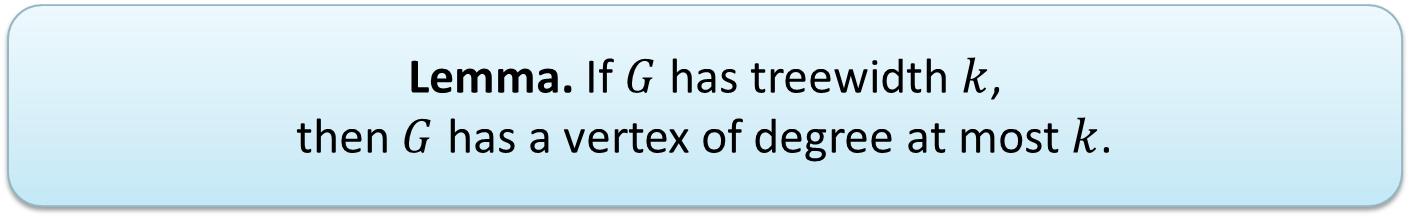 Lemma. If G has treewidth k,
then G has a vertex of degree at most k.